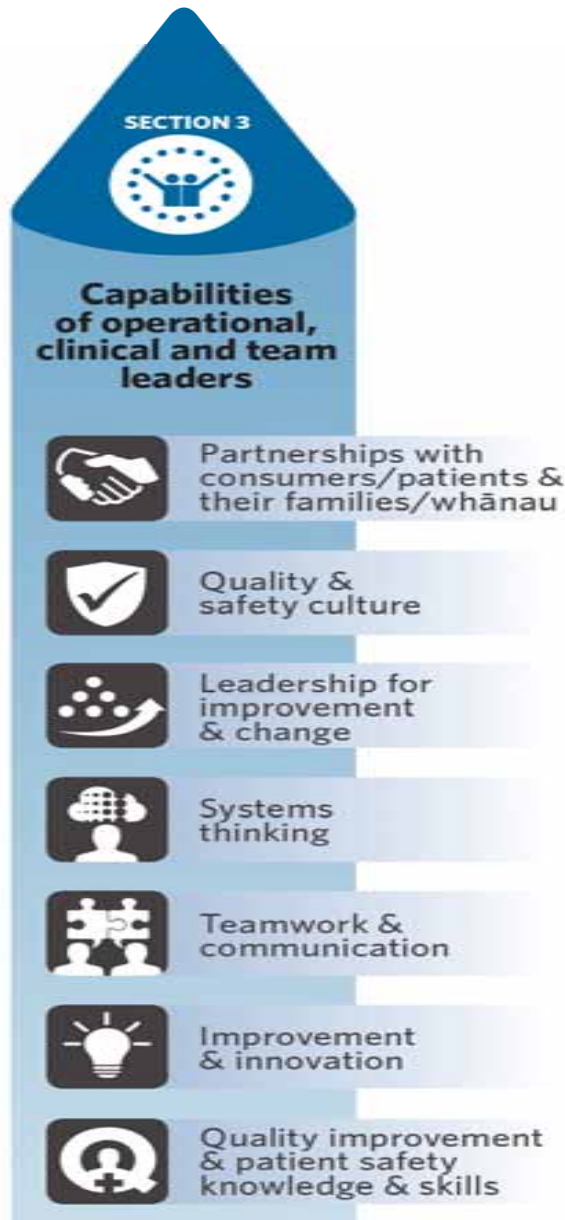 SECTION 3
Capabilities
of operational,
clinical and team
leaders
Partnerships with
consumers/patients &
their families/whānau
Quality &
safety culture
Leadership for
improvement
& change
Systems
thinking
Teamwork &
communication
Improvement
& innovation
Quality improvement
& patient safety
knowledge & skills